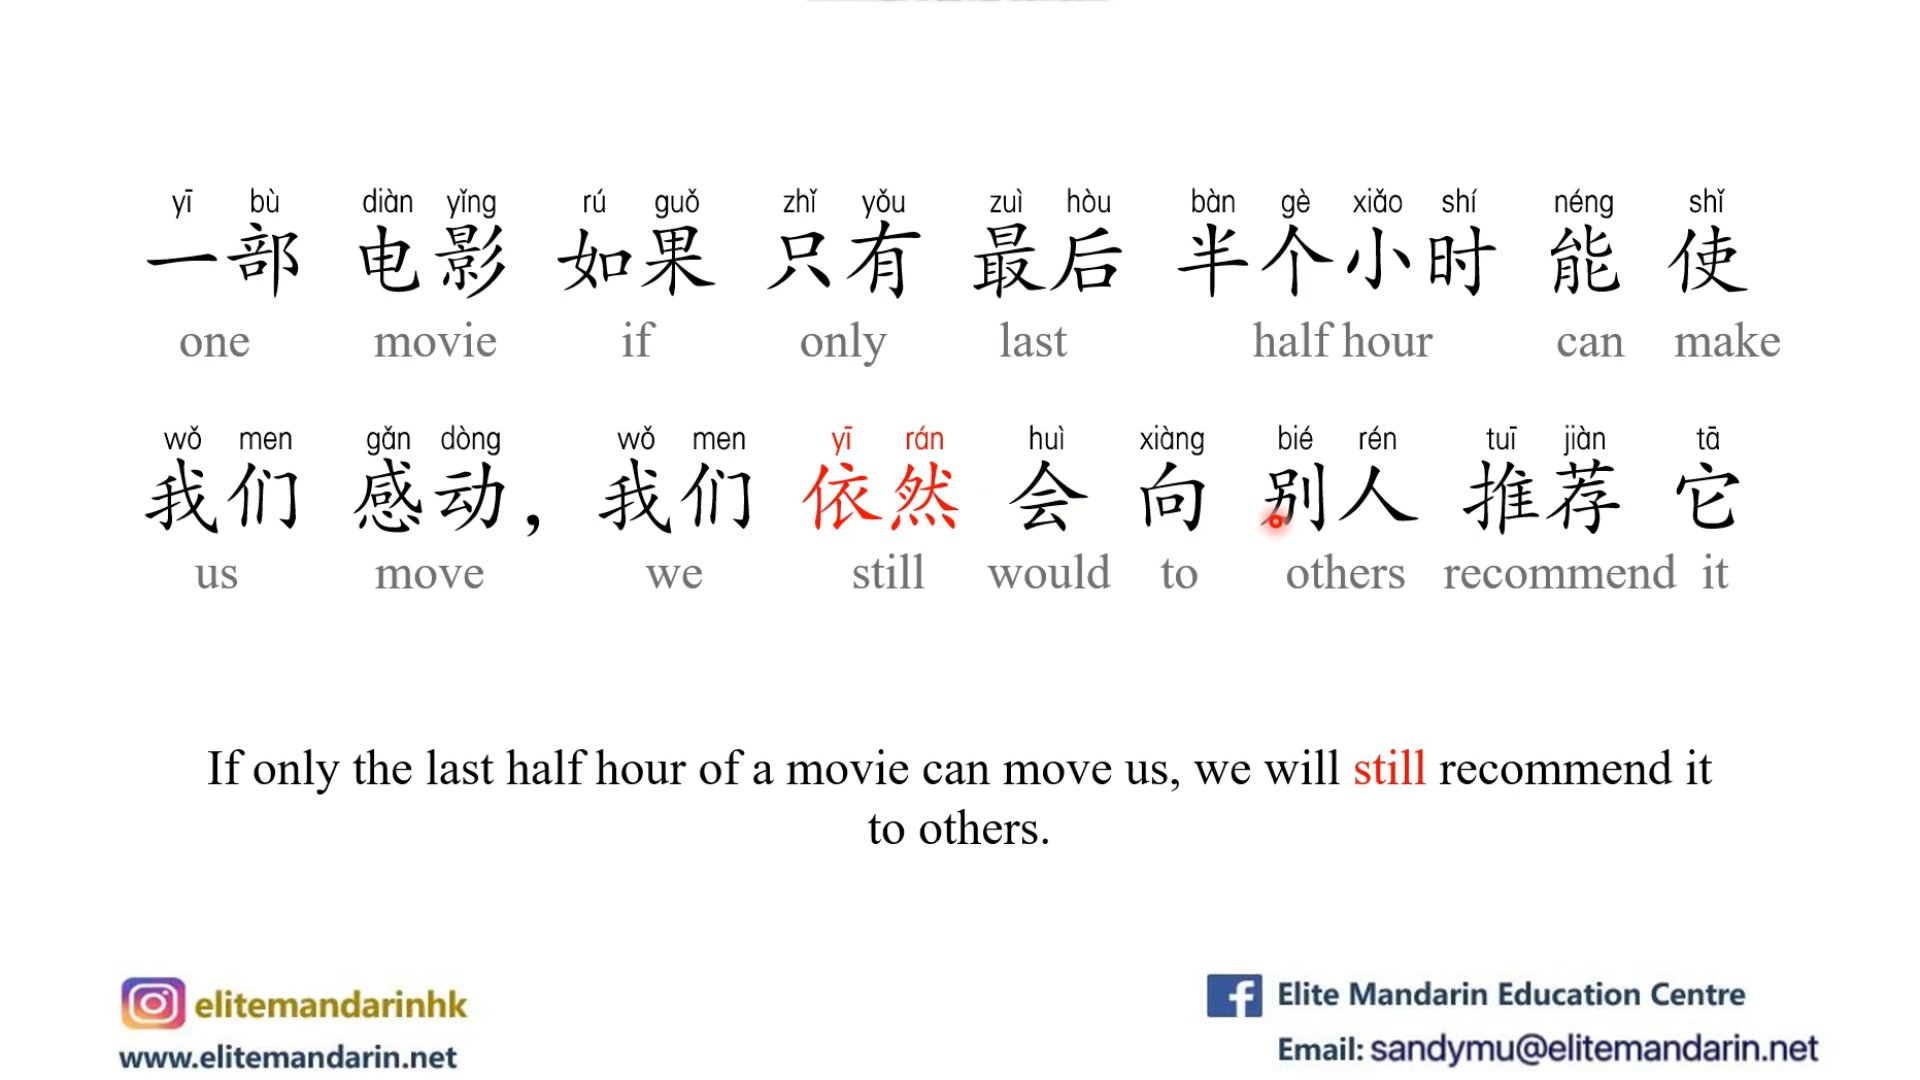 yī bù diàn yǐng rú guǒ zhǐ yǒu zuì hòu bàn gè xiǎo shí néng shǐ
一部 电影 如果 只有 最后 半个小时 能 使
one movie if only last half hour can make
wǒ men gǎn dòng wǒ men yī rán huì xiàng bié rén tuī jiàn tā
我们 感动，我们 依然 会 向 别人 推荐 它
us move we still would to others recommend it
If only the last half hour of a movie can move us, we will still recommend it
to others.
elitemandarinhk
www.elitemandarin.net
Elite Mandarin Education Centre
Email: sandymu@elitemandarin.net